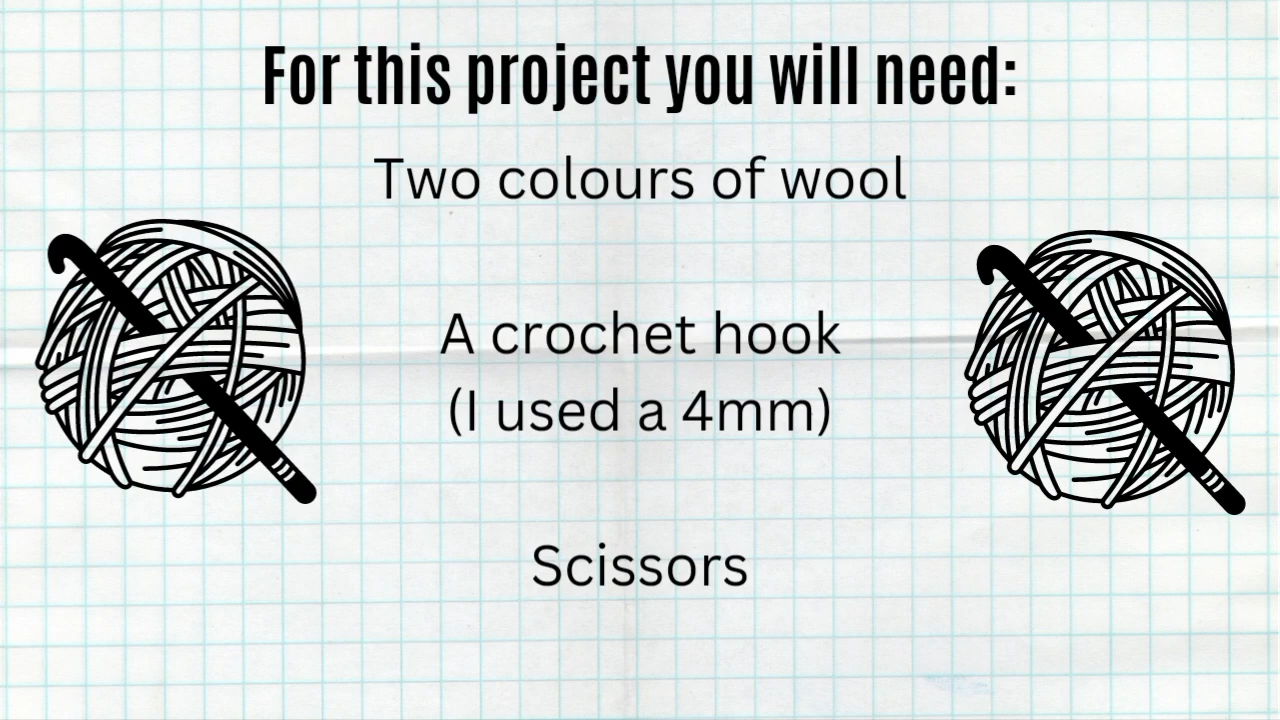 For this project you will need:
Two colours of wool
A crochet hook
(I used a 4mm)
Scissors